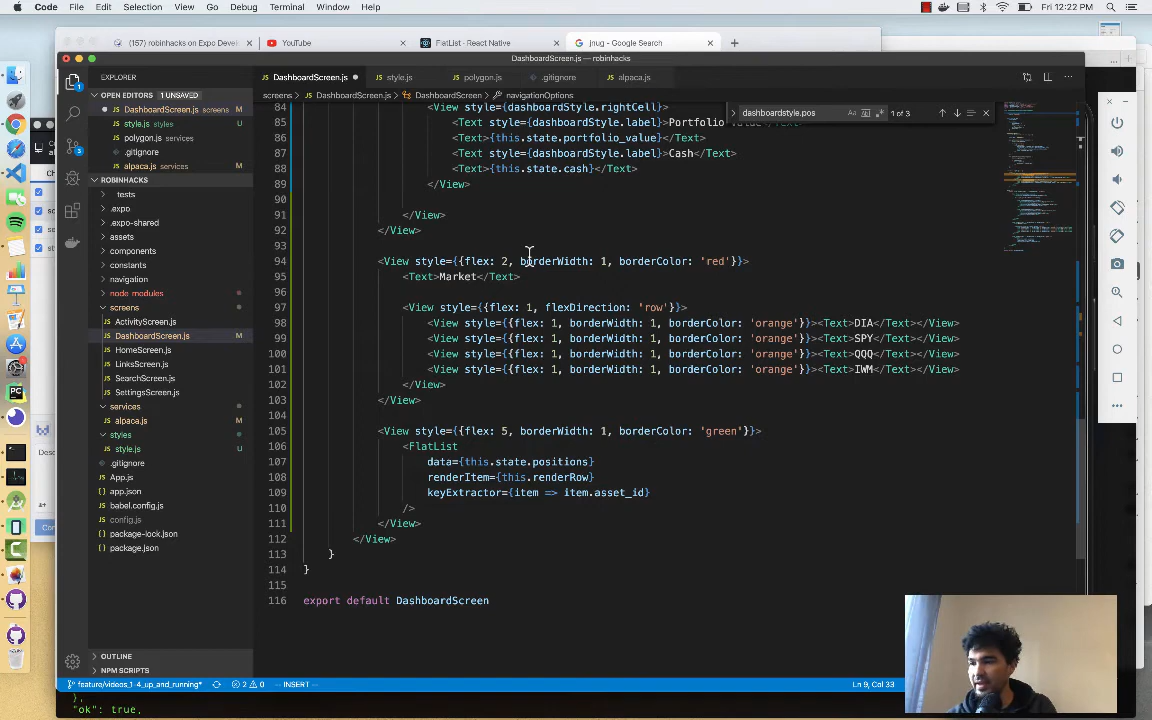 Code File Edit Selection View Go Debug Terminal Window Help Fri 12:22 PM
(157) robinhacks on Expo Devel YouTube FlatList - React Native jnug - Google Search
DashboardScreen.js — robinhacks
EXPLORER
DashboardScreen.js style.js polygon.js .gitignore alpaca.js
screens > DashboardScreen.js > DashboardScreen > navigationOptions
dashboardstyle.pos 1 of 3
OPEN EDITORS 1 UNSAVED
DashboardScreen.js screens M
style.js styles U
polygon.js services
.gitignore
alpaca.js services M
ROBINHACKS
tests
.expo
.expo-shared
assets
components
constants
navigation
node modules
screens
ActivityScreen.js
DashboardScreen.js M
HomeScreen.js
LinksScreen.js
SearchScreen.js
SettingsScreen.js
services
alpaca.js M
styles
style.js U
.gitignore
App.js
app.json
babel.config.js
config.js
package-lock.json
package.json
OUTLINE
NPM SCRIPTS
84 <View style={dashboardStyle.rightCell}>
85 <Text style={dashboardStyle.label}>Portfolio Value</Text>
86 <Text>{this.state.portfolio_value}</Text>
87 <Text style={dashboardStyle.label}>Cash</Text>
88 <Text>{this.state.cash}</Text>
89 </View>
90
91 </View>
92 </View>
93
94 <View style={{flex: 2, borderWidth: 1, borderColor: 'red'}}>
95 <Text>Market</Text>
96
97 <View style={{flex: 1, flexDirection: 'row'}}>
98 <View style={{flex: 1, borderWidth: 1, borderColor: 'orange'}}><Text>DIA</Text></View>
99 <View style={{flex: 1, borderWidth: 1, borderColor: 'orange'}}><Text>SPY</Text></View>
100 <View style={{flex: 1, borderWidth: 1, borderColor: 'orange'}}><Text>QQQ</Text></View>
101 <View style={{flex: 1, borderWidth: 1, borderColor: 'orange'}}><Text>IWM</Text></View>
102 </View>
103 </View>
104
105 <View style={{flex: 5, borderWidth: 1, borderColor: 'green'}}>
106 <FlatList
107 data={this.state.positions}
108 renderItem={this.renderRow}
109 keyExtractor={item => item.asset_id}
110 />
111 </View>
112 </View>
113 }
114 }
115
116 export default DashboardScreen
feature/videos_1-4_up_and_running* 2 0 -- INSERT -- Ln 9, Col 33
},
"ok": true,